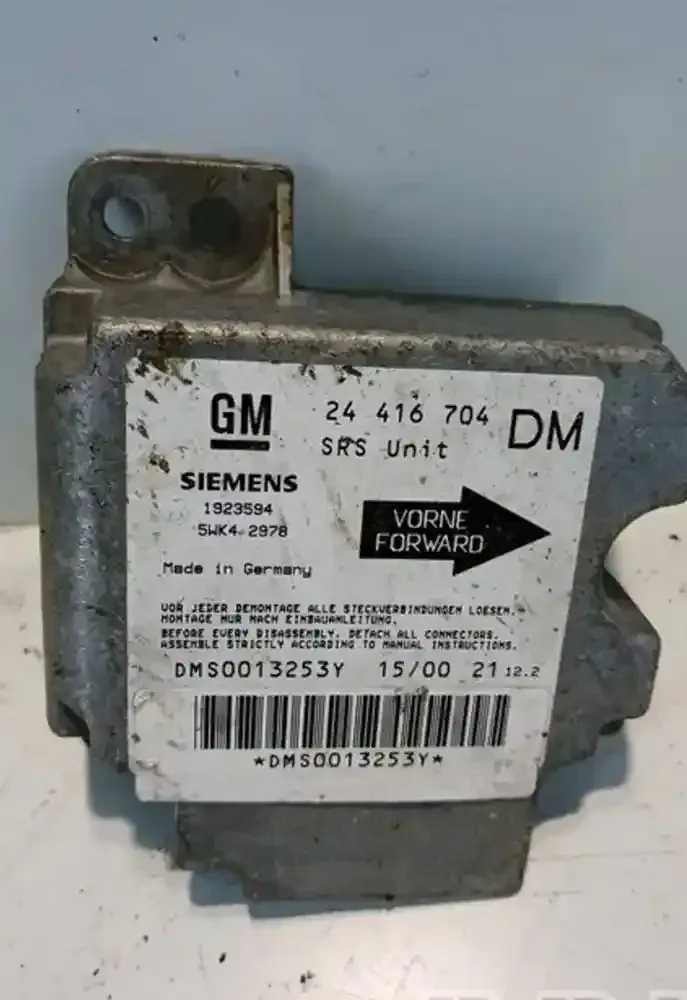 GM
24 416 704 DM
SRS Unit
SIEMENS
1923594
5WK4 2978
VORNE
FORWARD
Made in Germany
VOR JEDER DEMONTAGE ALLE STECKVERBINDUNGEN LOESEN.
MONTAGE NUR NACH EINBAUANLEITUNG.
BEFORE EVERY DISASSEMBLY, DETACH ALL CONNECTORS.
ASSEMBLE STRICTLY ACCORDING TO MANUAL INSTRUCTIONS.
DMS0013253Y 15/00 21 12.2
*DMS0013253Y*